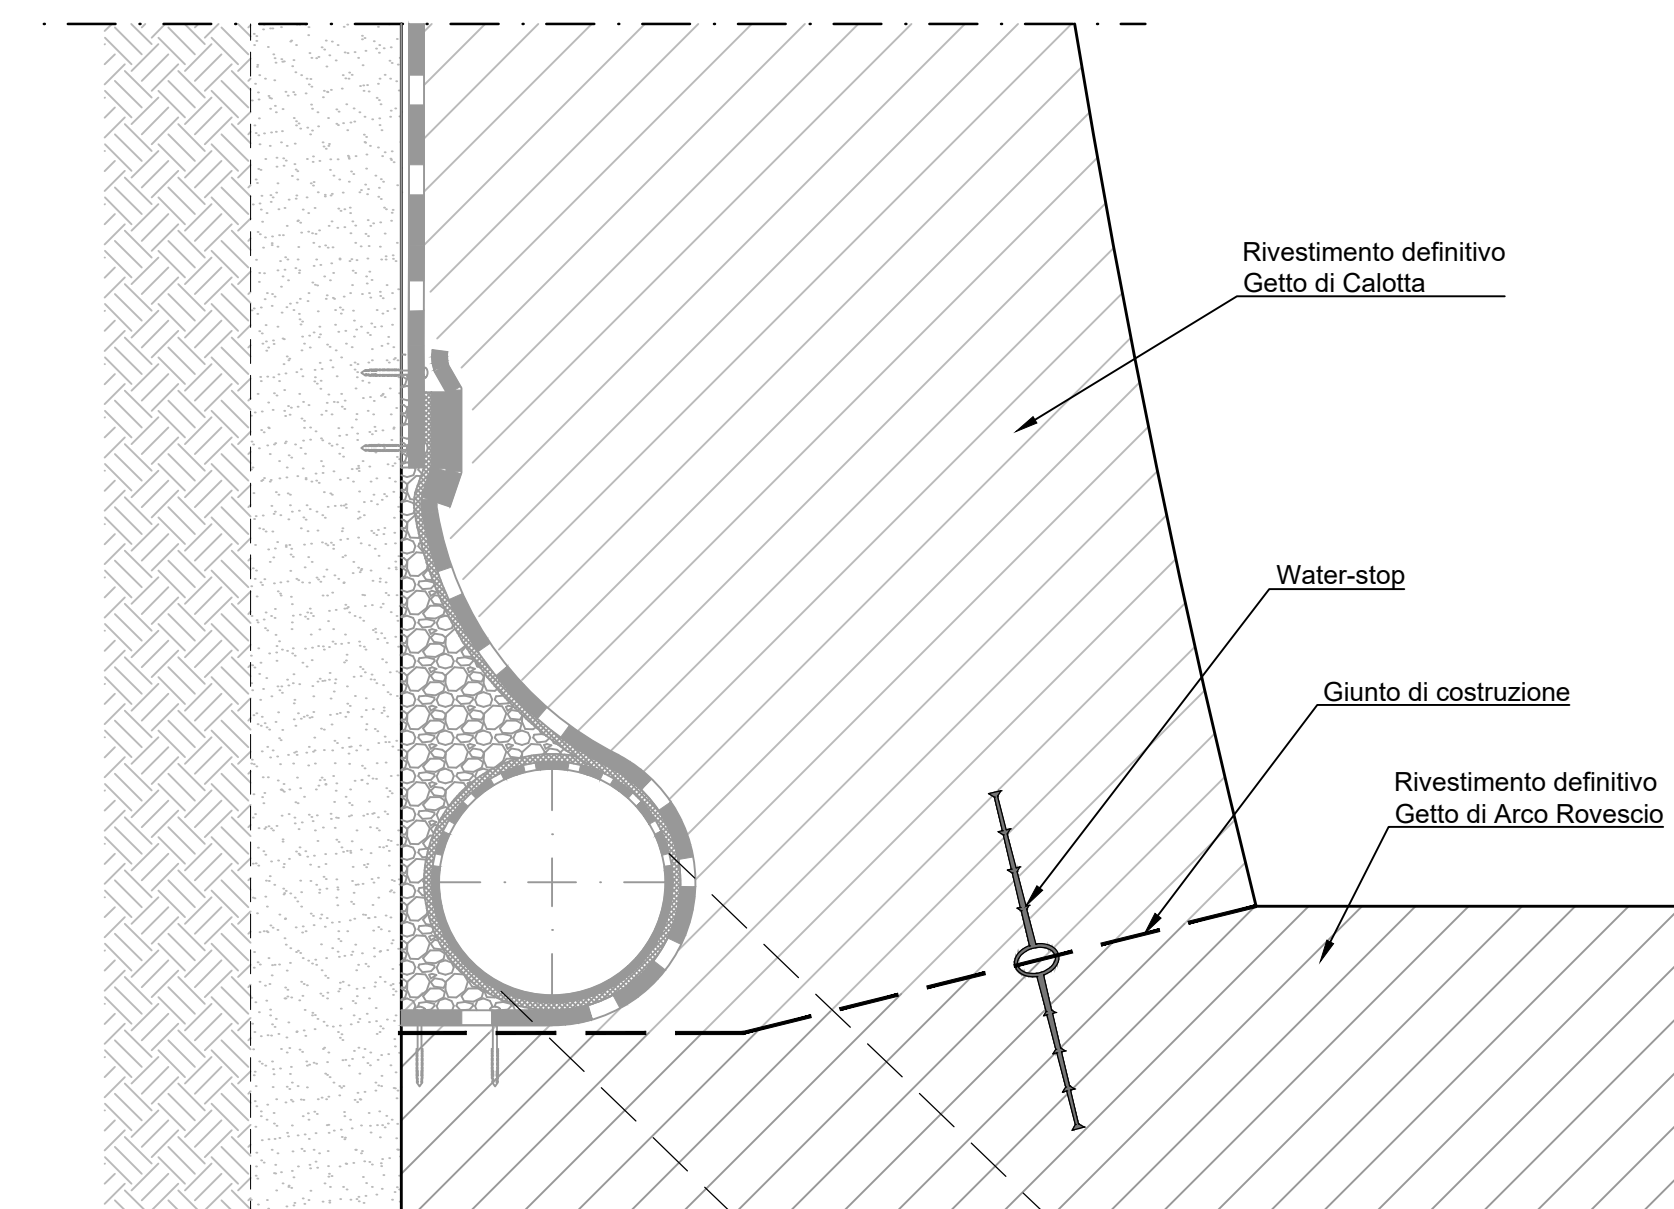 Rivestimento definitivo
Getto di Calotta
Water-stop
Giunto di costruzione
Rivestimento definitivo
Getto di Arco Rovescio